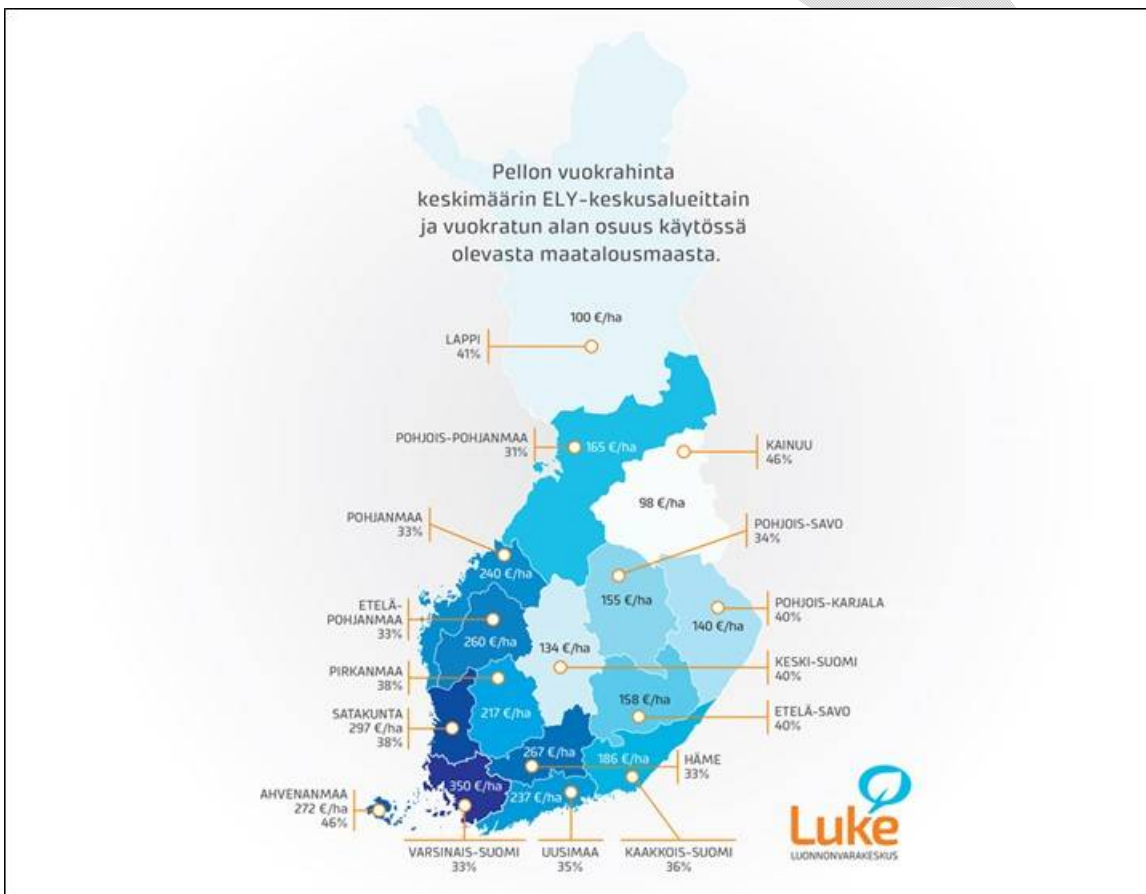 Pellon vuokrahinta
keskimäärin ELY-keskusalueittain
ja vuokratun alan osuus käytössä
olevasta maatalousmaasta.
100 €/ha
LAPPI
41%
POHJOIS-POHJANMAA
31%
165 €/ha
KAINUU
46%
98 €/ha
POHJANMAA
33%
240 €/ha
POHJOIS-SAVO
34%
155 €/ha
ETELÄ-
POHJANMAA
33%
260 €/ha
POHJOIS-KARJALA
40%
140 €/ha
134 €/ha
KESKI-SUOMI
40%
PIRKANMAA
38%
217 €/ha
158 €/ha
ETELÄ-SAVO
40%
SATAKUNTA
297 €/ha
38%
267 €/ha
HÄME
33%
186 €/ha
350 €/ha
237 €/ha
AHVENANMAA
272 €/ha
46%
VARSINAIS-SUOMI
33%
UUSIMAA
35%
KAAKKOIS-SUOMI
36%
Luke
LUONNONVARAKESKUS